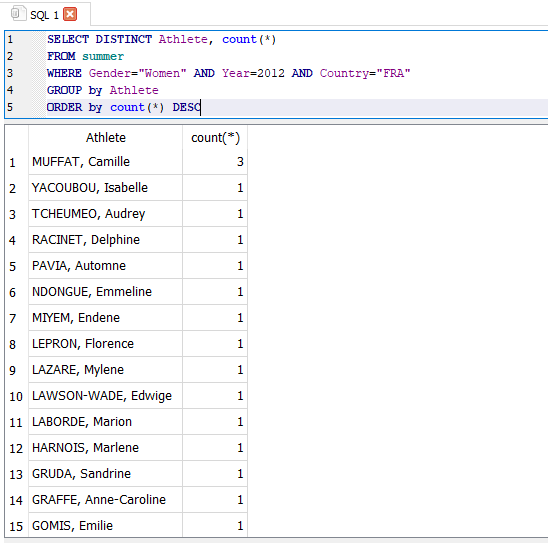 SQL 1
1 SELECT DISTINCT Athlete, count(*)
2 FROM summer
3 WHERE Gender="Women" AND Year=2012 AND Country="FRA"
4 GROUP by Athlete
5 ORDER by count(*) DESC
Athlete count(*)
1 MUFFAT, Camille 3
2 YACOUBOU, Isabelle 1
3 TCHEUMEO, Audrey 1
4 RACINET, Delphine 1
5 PAVIA, Automne 1
6 NDONGUE, Emmeline 1
7 MIYEM, Endene 1
8 LEPRON, Florence 1
9 LAZARE, Mylene 1
10 LAWSON-WADE, Edwige 1
11 LABORDE, Marion 1
12 HARNOIS, Marlene 1
13 GRUDA, Sandrine 1
14 GRAFFE, Anne-Caroline 1
15 GOMIS, Emilie 1